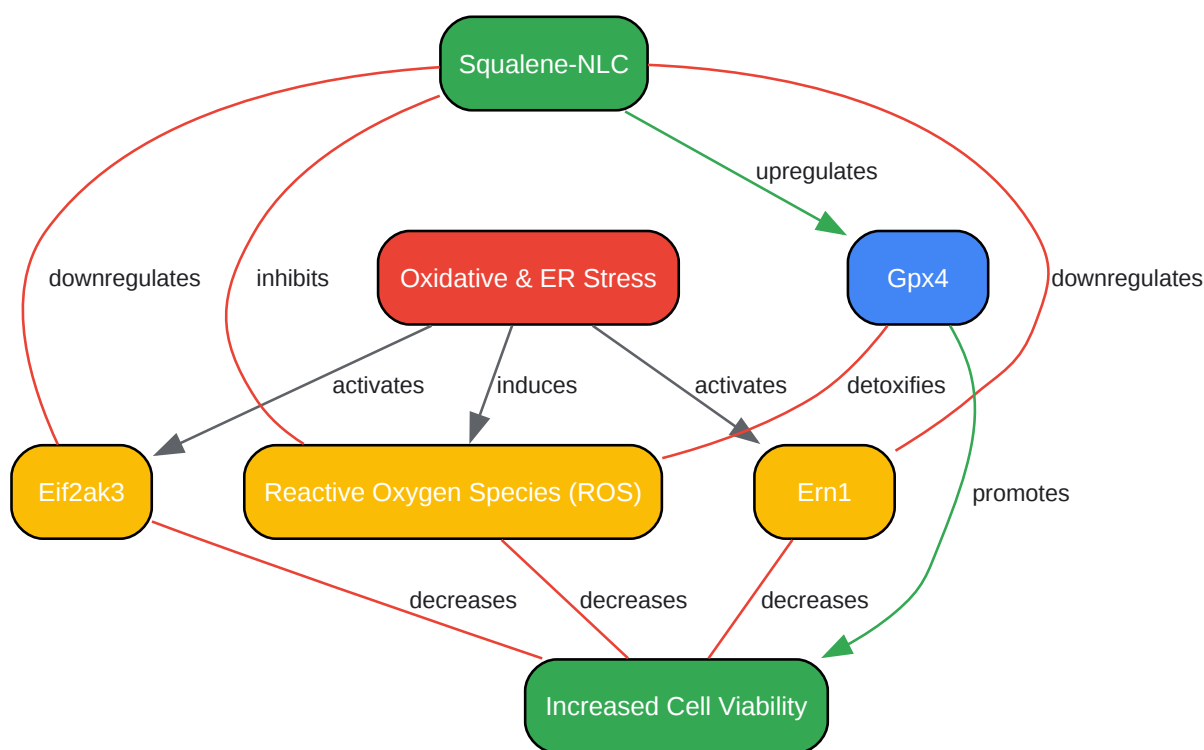 Squalene-NLC
upregulates
Oxidative & ER Stress
Gpx4
downregulates
inhibits
downregulates
activates
induces
activates
detoxifies
Eif2ak3
Reactive Oxygen Species (ROS)
Ern1
promotes
decreases
decreases
decreases
Increased Cell Viability